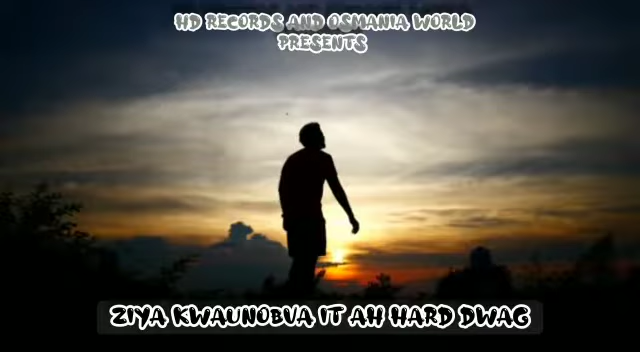 HD RECORDS AND OSMANIA WORLD
PRESENTS
ZIYA KWAUNOBVA IT AH HARD DWAG